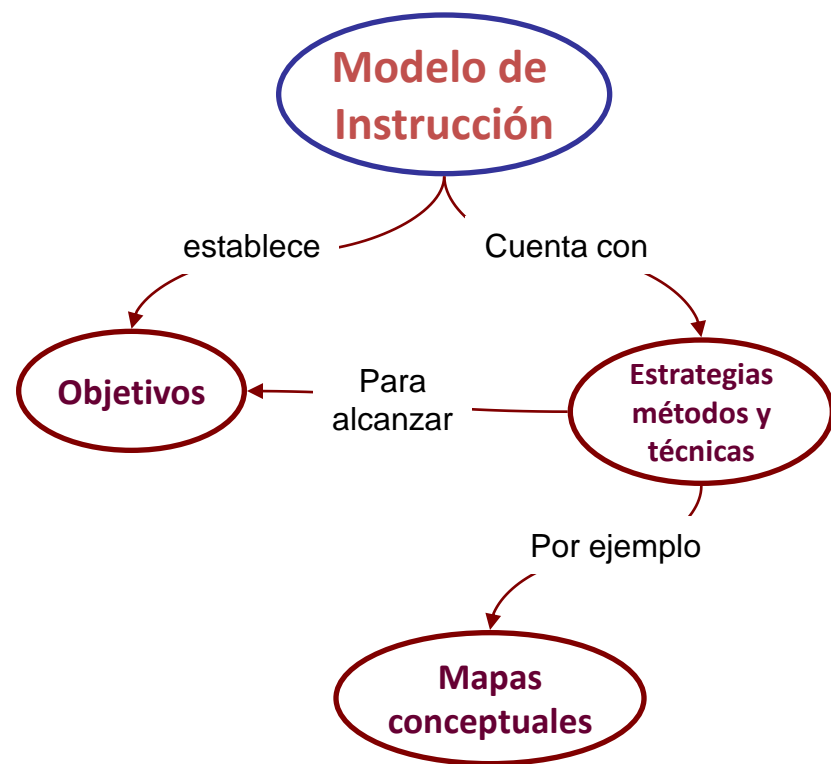 Modelo de
Instrucción
establece
Cuenta con
Objetivos
Para
alcanzar
Estrategias
métodos y
técnicas
Por ejemplo
Mapas
conceptuales